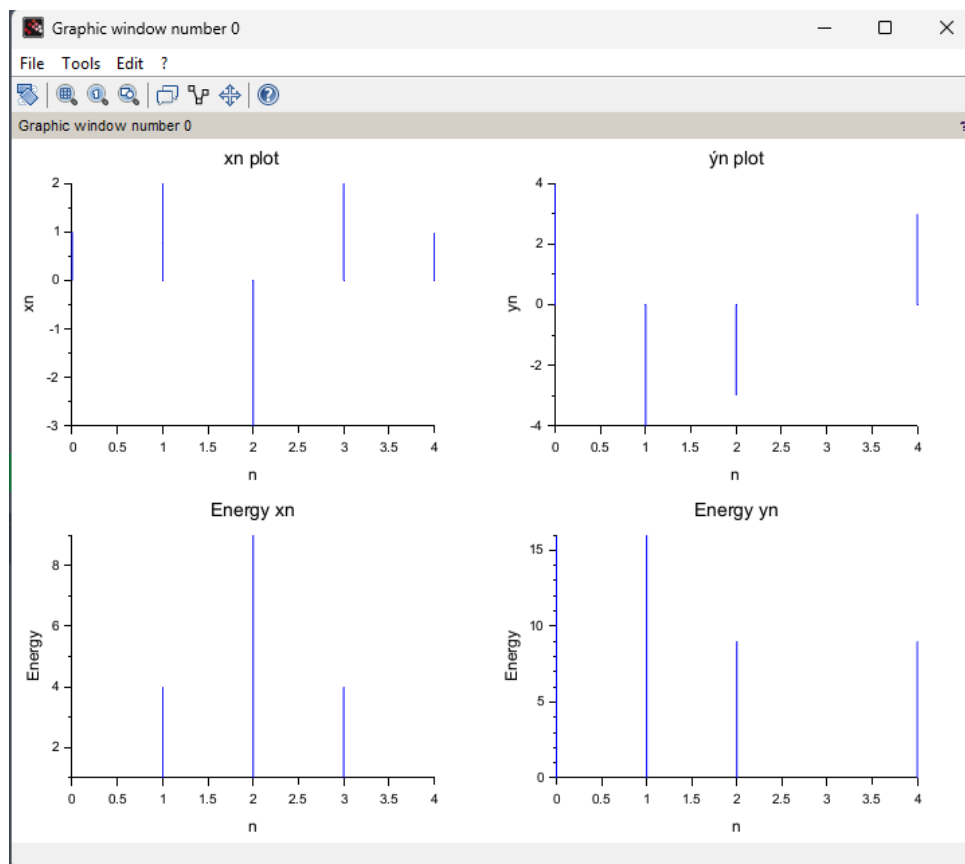 Graphic window number 0
File Tools Edit ?
Graphic window number 0 ?
xn plot
xn
2
1
0
-1
-2
-3
0 0.5 1 1.5 2 2.5 3 3.5 4
n
ýn plot
yn
4
2
0
-2
-4
0 0.5 1 1.5 2 2.5 3 3.5 4
n
Energy xn
Energy
8
6
4
2
0 0.5 1 1.5 2 2.5 3 3.5 4
n
Energy yn
Energy
15
10
5
0
0 0.5 1 1.5 2 2.5 3 3.5 4
n